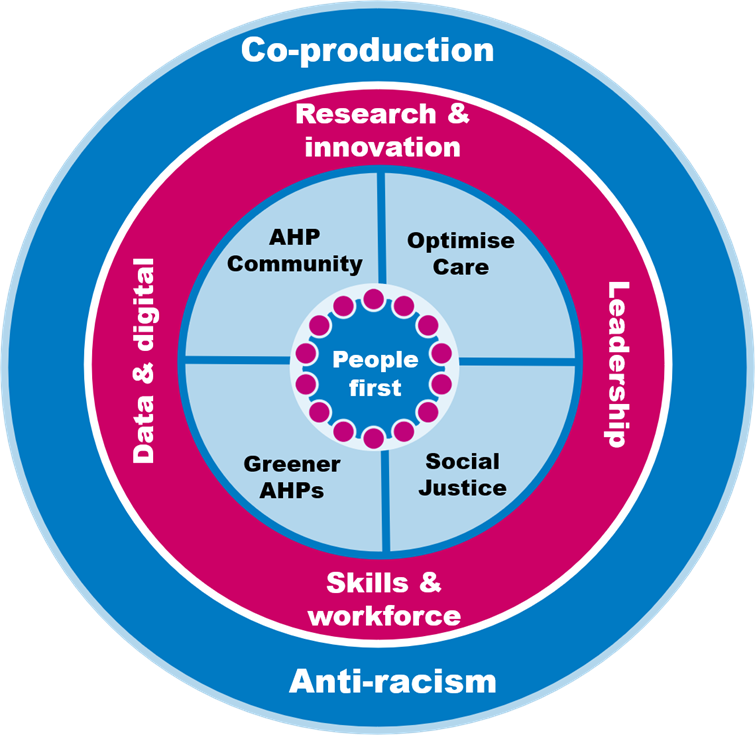 Co-production
Research &
innovation
AHP
Community
Optimise
Care
Data & digital
People
first
Leadership
Greener
AHPs
Social
Justice
Skills &
workforce
Anti-racism